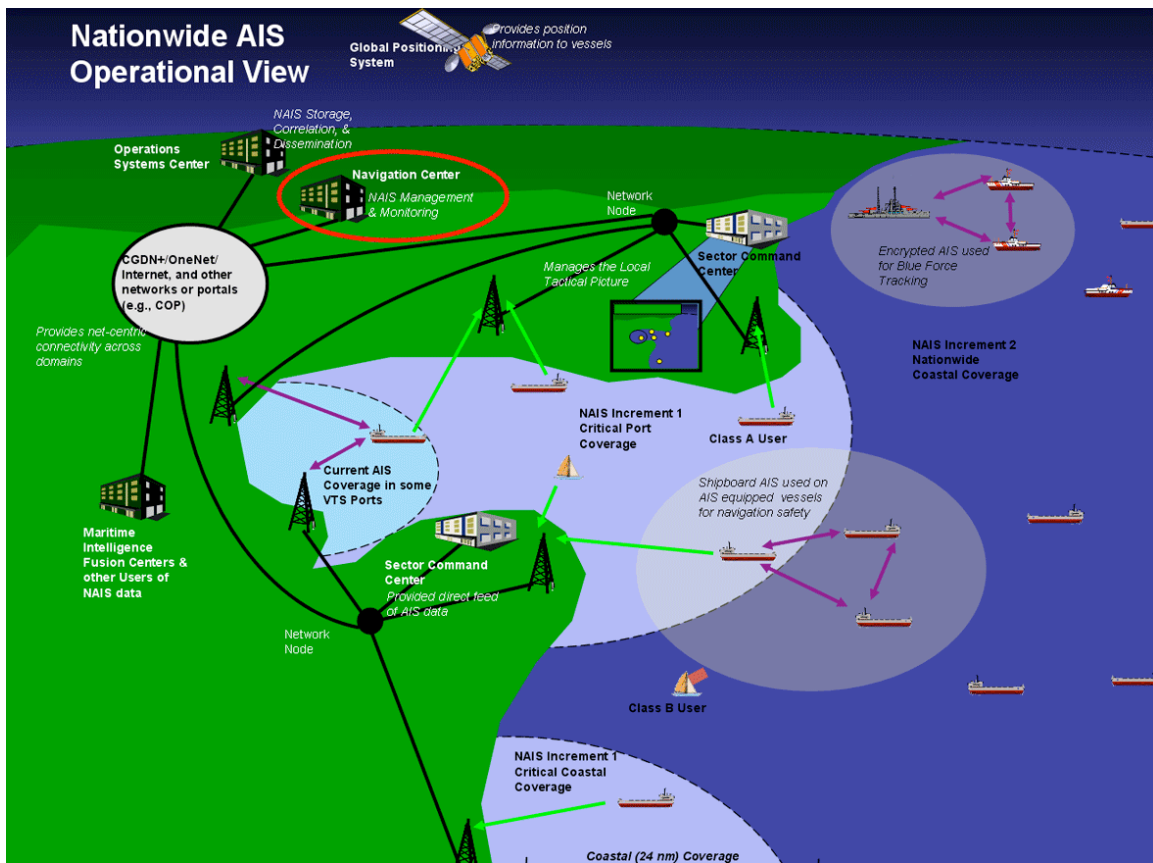 Nationwide AIS
Operational View
Global Positioning
System
Provides position
information to vessels
NAIS Storage,
Correlation, &
Dissemination
Operations
Systems Center
Navigation Center
NAIS Management
& Monitoring
Network
Node
Sector Command
Center
Manages the Local
Tactical Picture
Encrypted AIS used
for Blue Force
Tracking
CGDN+/OneNet/
Internet, and other
networks or portals
(e.g., COP)
Provides net-centric
connectivity across
domains
NAIS Increment 2
Nationwide
Coastal Coverage
NAIS Increment 1
Critical Port
Coverage
Class A User
Current AIS
Coverage in some
VTS Ports
Shipboard AIS used on
AIS equipped vessels
for navigation safety
Maritime
Intelligence
Fusion Centers &
other Users of
NAIS data
Sector Command
Center
Provided direct feed
of AIS data
Network
Node
Class B User
NAIS Increment 1
Critical Coastal
Coverage
Coastal (24 nm) Coverage